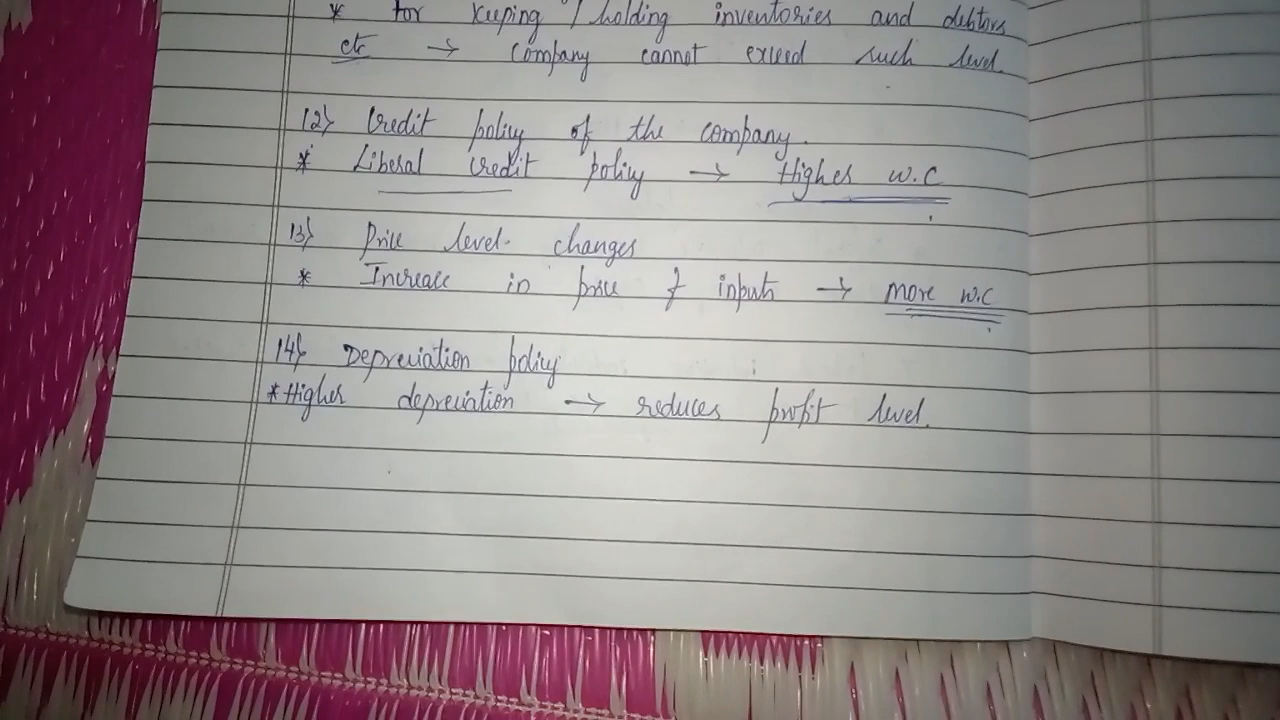 * For keeping / holding inventories and debtors
etc → Company cannot exceed such level.
12} Credit policy of the company.
* Liberal credit policy → Higher W.C
13} Price level changes
* Increase in price of inputs → more W.C
14} Depreciation policy
* Higher depreciation → reduces profit level.